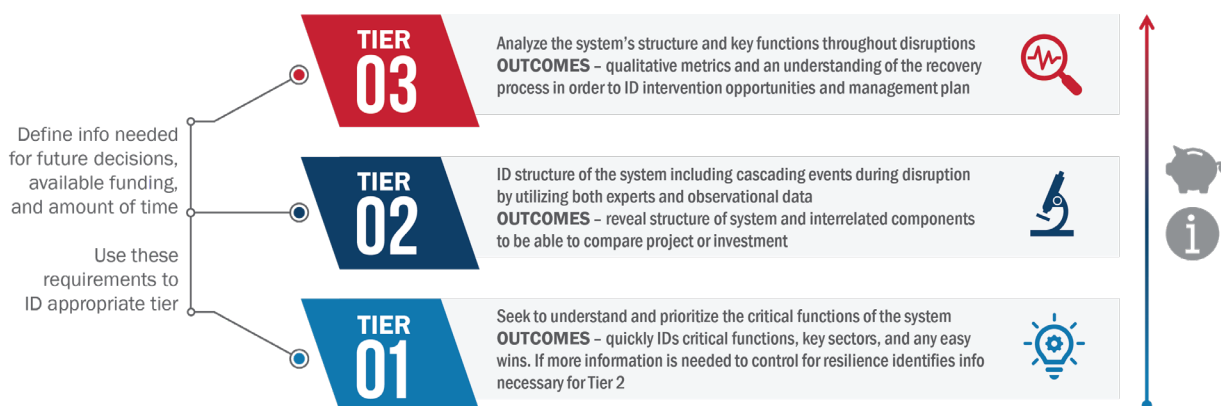 Define info needed
for future decisions,
available funding,
and amount of time
Use these
requirements to
ID appropriate tier
TIER
03
Analyze the system's structure and key functions throughout disruptions
OUTCOMES – qualitative metrics and an understanding of the recovery
process in order to ID intervention opportunities and management plan
TIER
02
ID structure of the system including cascading events during disruption
by utilizing both experts and observational data
OUTCOMES – reveal structure of system and interrelated components
to be able to compare project or investment
TIER
01
Seek to understand and prioritize the critical functions of the system
OUTCOMES – quickly IDs critical functions, key sectors, and any easy
wins. If more information is needed to control for resilience identifies info
necessary for Tier 2
i